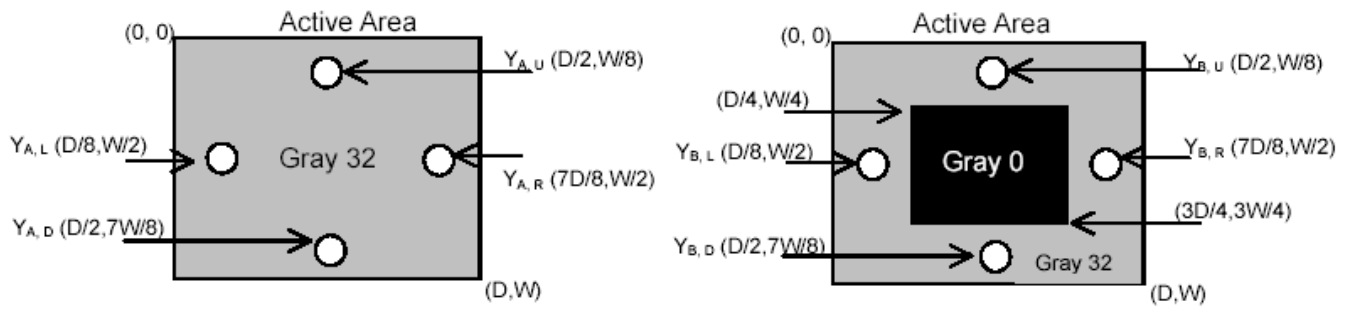 Active Area
(0, 0)
YA, U (D/2,W/8)
YA, L (D/8,W/2)
Gray 32
YA, R (7D/8,W/2)
YA, D (D/2,7W/8)
(D,W)
Active Area
(0, 0)
YB, U (D/2,W/8)
(D/4,W/4)
YB, L (D/8,W/2)
Gray 0
YB, R (7D/8,W/2)
(3D/4,3W/4)
YB, D (D/2,7W/8)
Gray 32
(D,W)